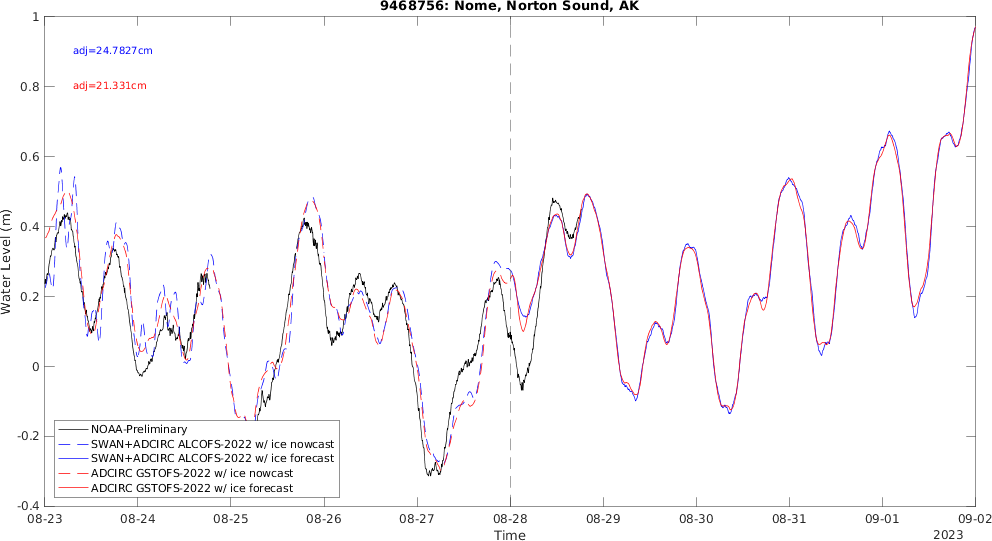 9468756: Nome, Norton Sound, AK
1
adj=24.7827cm
adj=21.331cm
0.8
0.6
0.4
0.2
0
-0.2
-0.4
Water Level (m)
NOAA-Preliminary
SWAN+ADCIRC ALCOFS-2022 w/ ice nowcast
SWAN+ADCIRC ALCOFS-2022 w/ ice forecast
ADCIRC GSTOFS-2022 w/ ice nowcast
ADCIRC GSTOFS-2022 w/ ice forecast
08-23 08-24 08-25 08-26 08-27 08-28 08-29 08-30 08-31 09-01 09-02
Time
2023